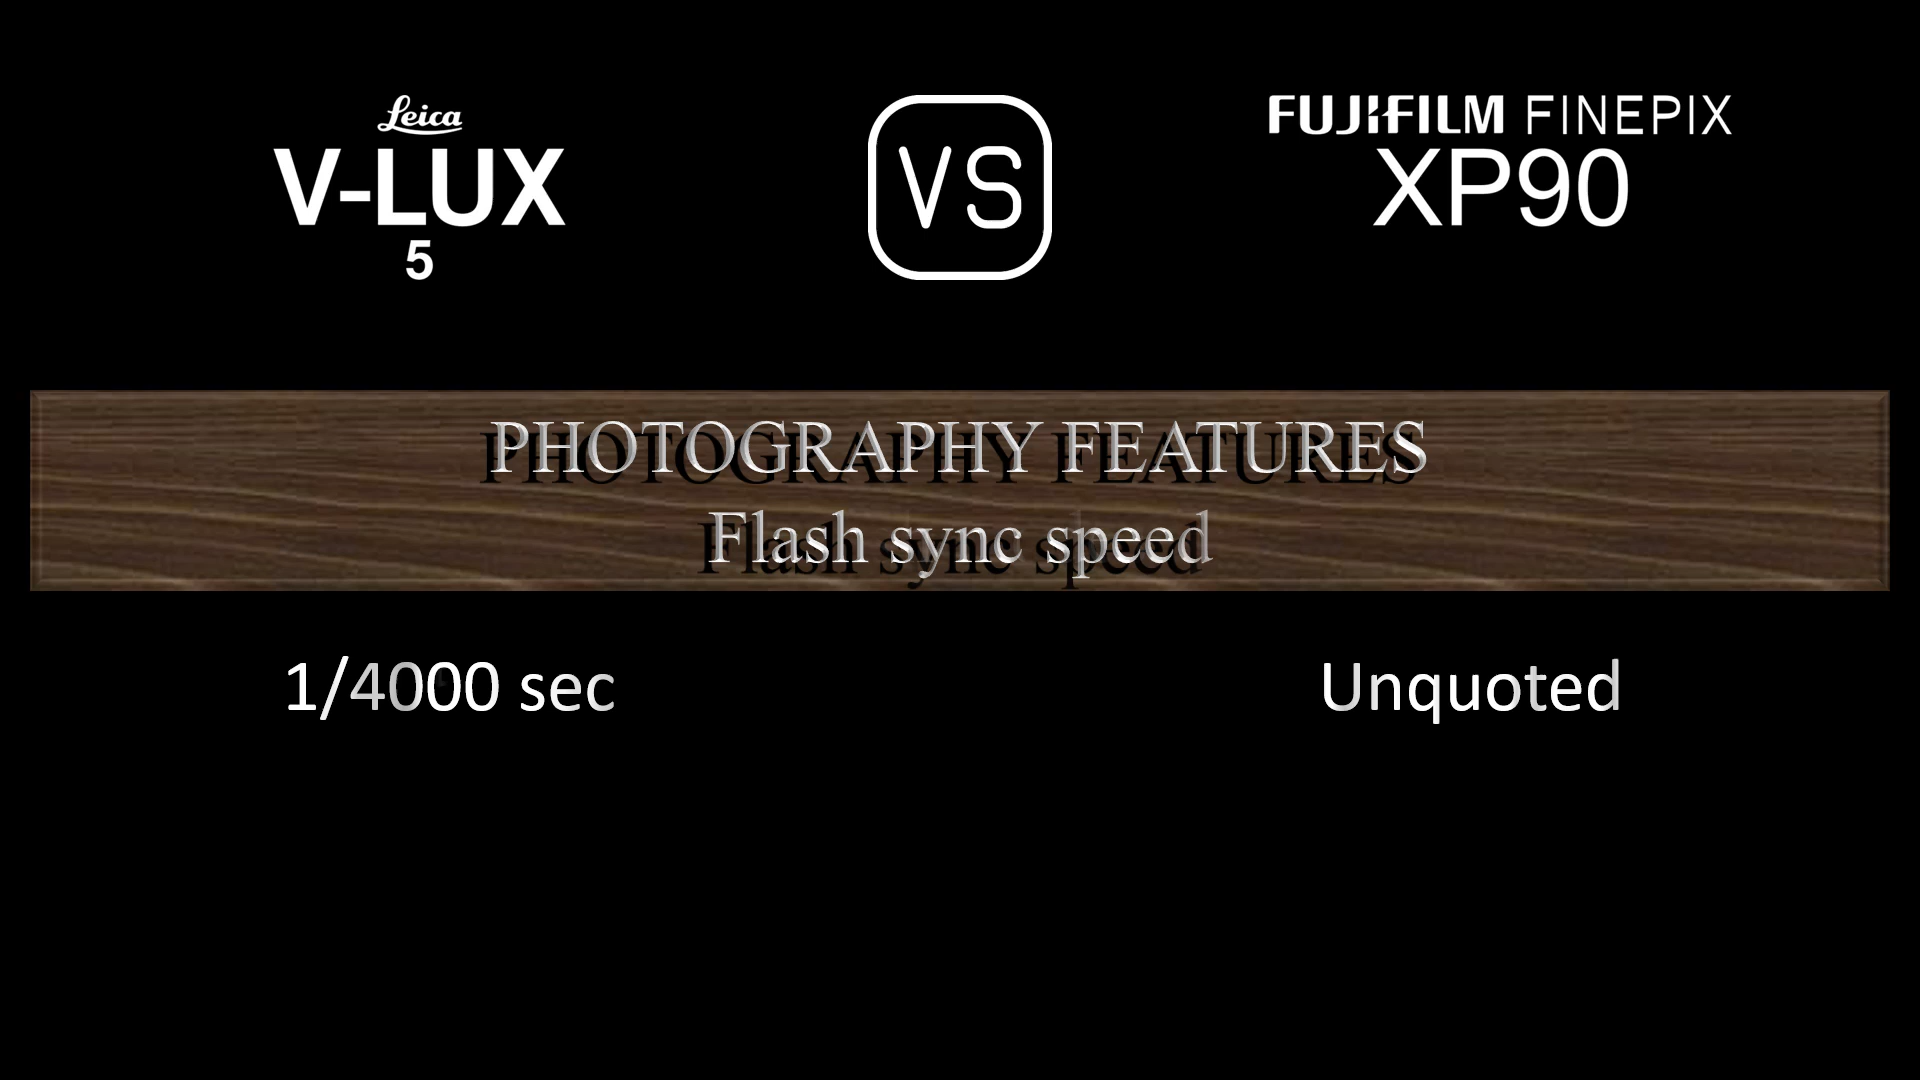 Leica
V-LUX
5
VS
FUJIFILM FINEPIX
XP90
PHOTOGRAPHY FEATURES
Flash sync speed
1/4000 sec
Unquoted